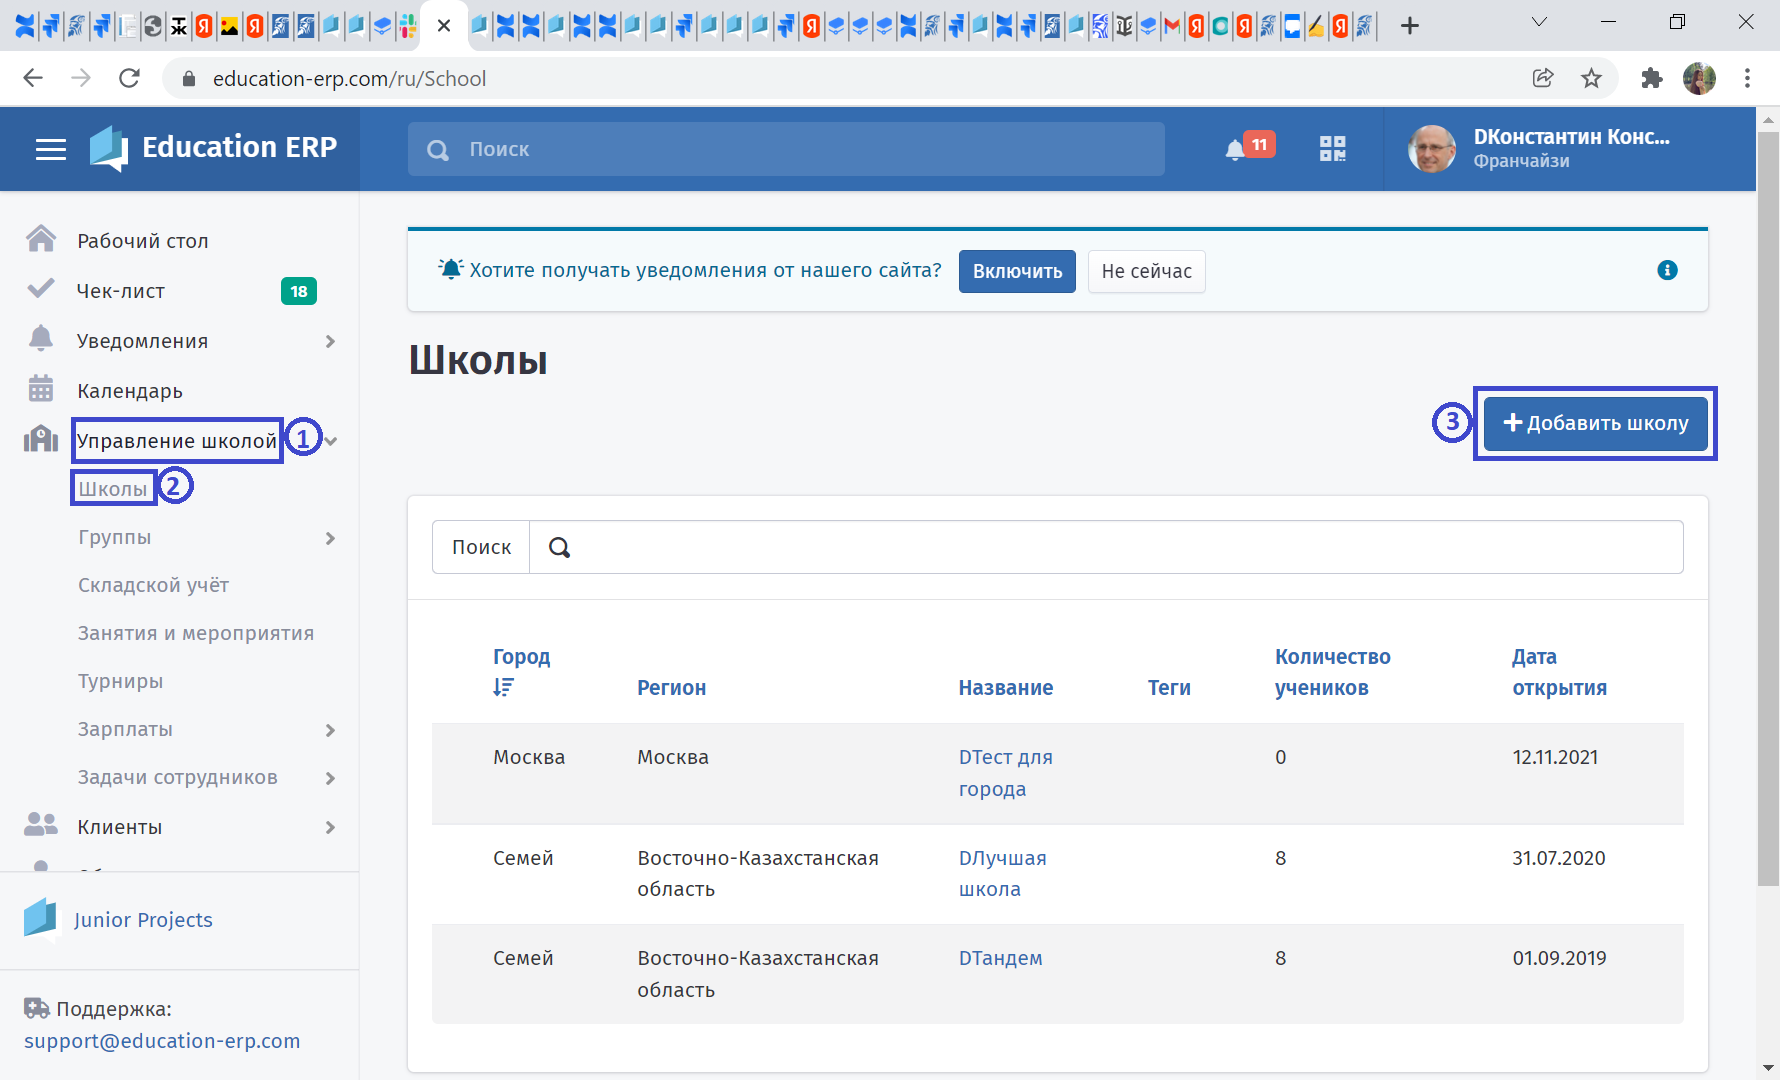 education-erp.com/ru/School
Education ERP
Поиск
11
DКонстантин Конс...
Франчайзи
Рабочий стол
Чек-лист
18
Уведомления
Календарь
Управление школой
1
Школы
2
Группы
Складской учёт
Занятия и мероприятия
Турниры
Зарплаты
Задачи сотрудников
Клиенты
Junior Projects
Поддержка:
support@education-erp.com
Хотите получать уведомления от нашего сайта?
Включить
Не сейчас
Школы
3
Добавить школу
Поиск
Город
Регион
Название
Теги
Количество
учеников
Дата
открытия
Москва
Москва
DТест для
города
0
12.11.2021
Семей
Восточно-Казахстанская
область
DЛучшая
школа
8
31.07.2020
Семей
Восточно-Казахстанская
область
DТандем
8
01.09.2019